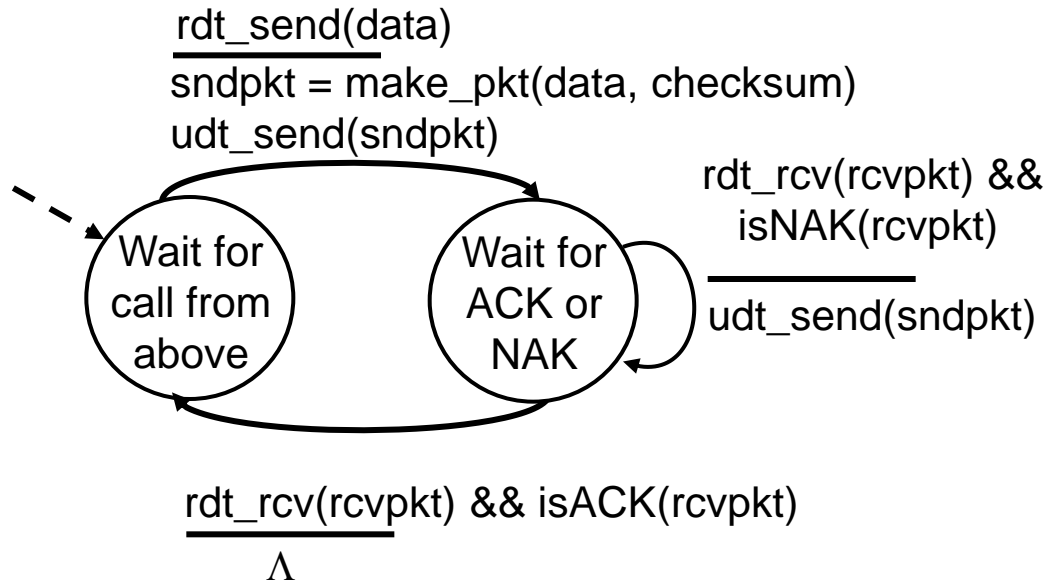 rdt_send(data)
sndpkt = make_pkt(data, checksum)
udt_send(sndpkt)
rdt_rcv(rcvpkt) &&
isNAK(rcvpkt)
udt_send(sndpkt)
Wait for
call from
above
Wait for
ACK or
NAK
rdt_rcv(rcvpkt) && isACK(rcvpkt)
Λ